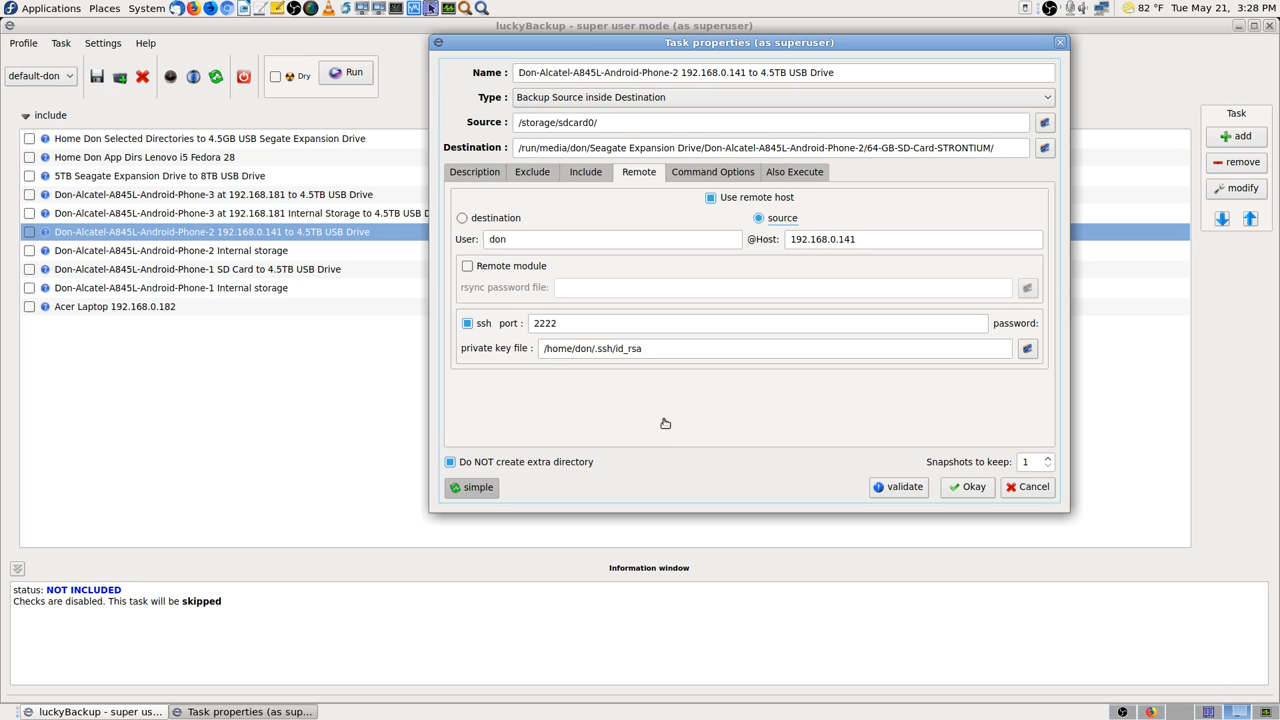 Applications Places System 82 °F Tue May 21, 3:28 PM
luckyBackup - super user mode (as superuser)
Profile Task Settings Help
default-don Dry Run
include
Home Don Selected Directories to 4.5GB USB Segate Expansion Drive
Home Don App Dirs Lenovo i5 Fedora 28
5TB Seagate Expansion Drive to 8TB USB Drive
Don-Alcatel-A845L-Android-Phone-3 at 192.168.181 to 4.5TB USB Drive
Don-Alcatel-A845L-Android-Phone-3 at 192.168.181 Internal Storage to 4.5TB USB D
Don-Alcatel-A845L-Android-Phone-2 192.168.0.141 to 4.5TB USB Drive
Don-Alcatel-A845L-Android-Phone-2 Internal storage
Don-Alcatel-A845L-Android-Phone-1 SD Card to 4.5TB USB Drive
Don-Alcatel-A845L-Android-Phone-1 Internal storage
Acer Laptop 192.168.0.182
Task properties (as superuser)
Name : Don-Alcatel-A845L-Android-Phone-2 192.168.0.141 to 4.5TB USB Drive
Type : Backup Source inside Destination
Source : /storage/sdcard0/
Destination : /run/media/don/Seagate Expansion Drive/Don-Alcatel-A845L-Android-Phone-2/64-GB-SD-Card-STRONTIUM/
Description Exclude Include Remote Command Options Also Execute
Use remote host
destination source
User: don @Host: 192.168.0.141
Remote module
rsync password file:
ssh port : 2222 password:
private key file : /home/don/.ssh/id_rsa
Do NOT create extra directory Snapshots to keep: 1
simple validate Okay Cancel
Task
add
remove
modify
Information window
status: NOT INCLUDED
Checks are disabled. This task will be skipped
luckyBackup - super us... Task properties (as sup...